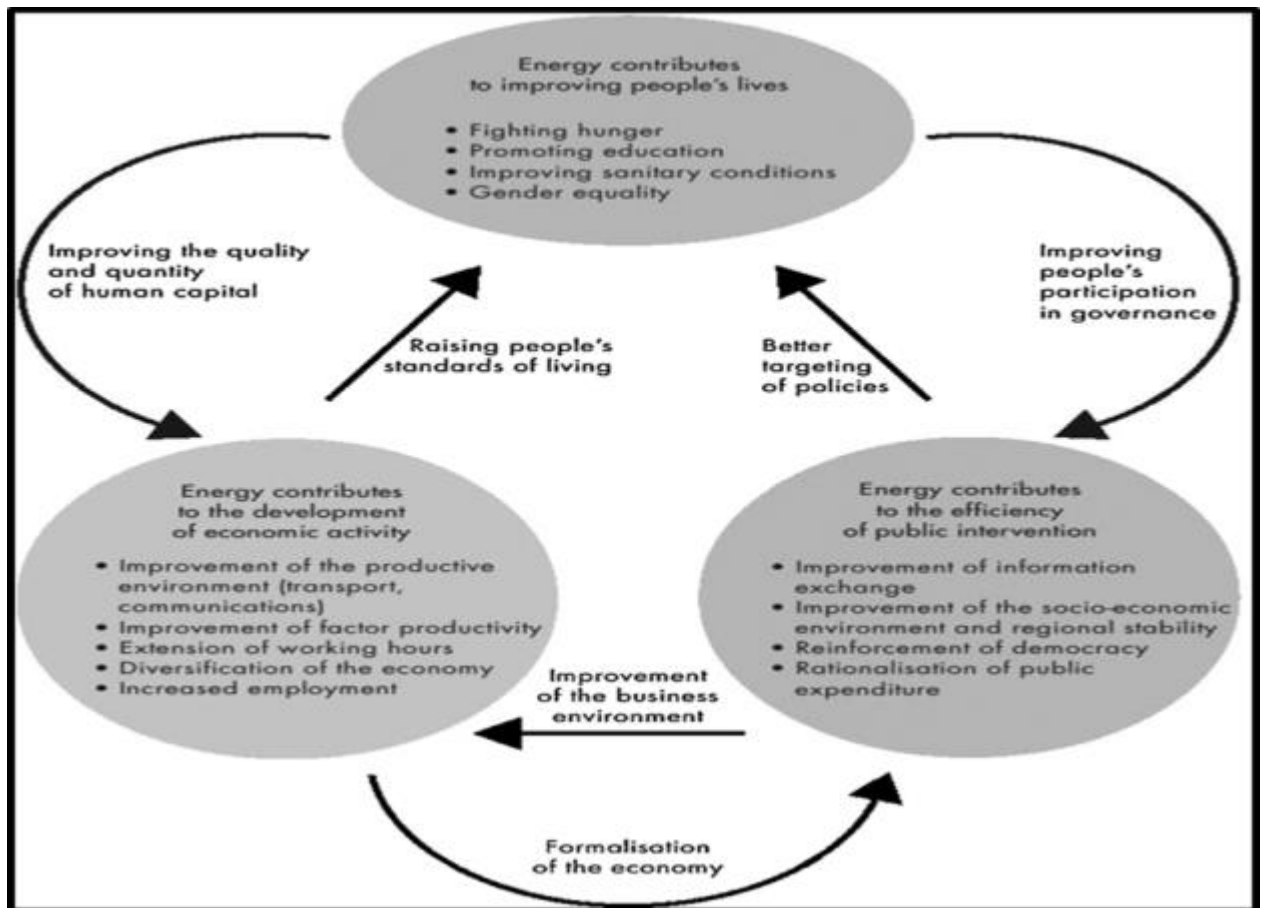 Energy contributes
to improving people's lives
• Fighting hunger
• Promoting education
• Improving sanitary conditions
• Gender equality
Improving the quality
and quantity
of human capital
Improving
people's
participation
in governance
Raising people's
standards of living
Better
targeting
of policies
Energy contributes
to the development
of economic activity
• Improvement of the productive
environment (transport,
communications)
• Improvement of factor productivity
• Extension of working hours
• Diversification of the economy
• Increased employment
Energy contributes
to the efficiency
of public intervention
• Improvement of information
exchange
• Improvement of the socio-economic
environment and regional stability
• Reinforcement of democracy
• Rationalisation of public
expenditure
Improvement
of the business
environment
Formalisation
of the economy